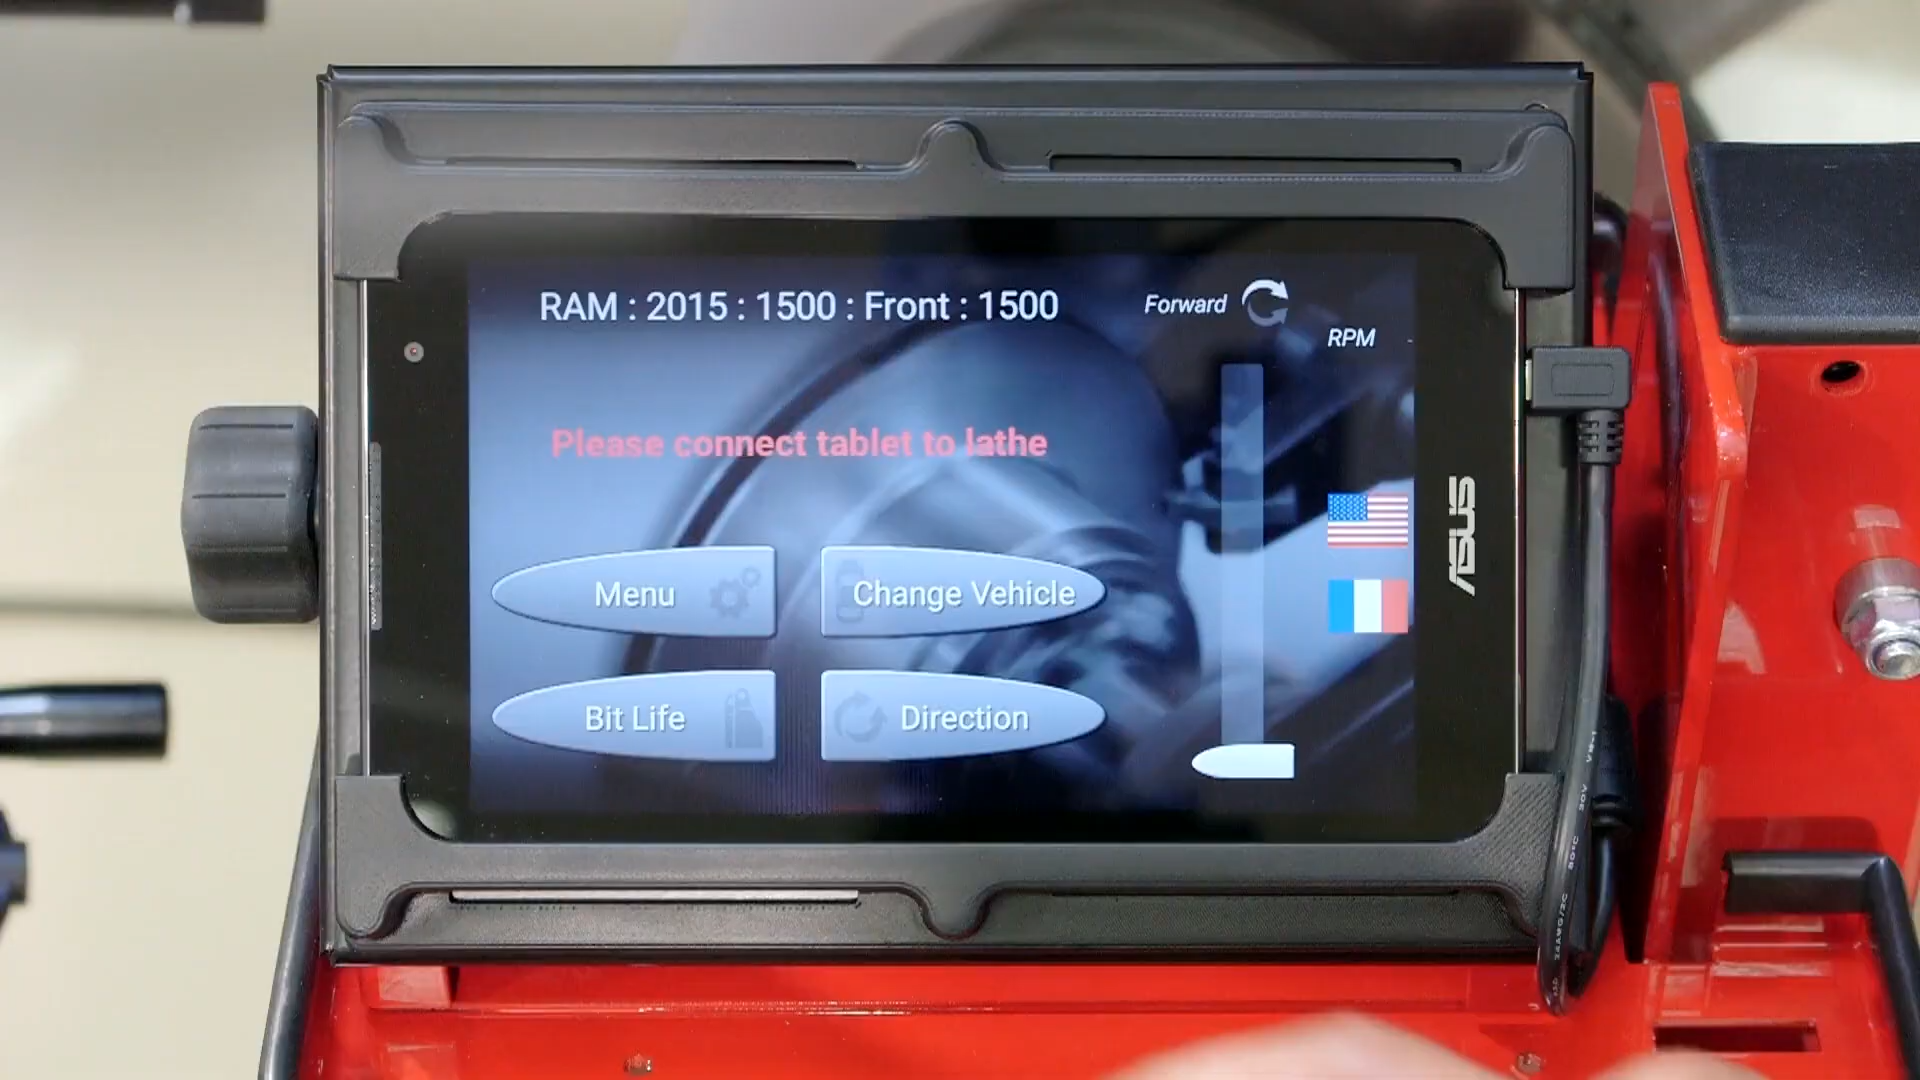 RAM : 2015 : 1500 : Front : 1500
Forward
RPM
Please connect tablet to lathe
Menu
Change Vehicle
Bit Life
Direction
ASUS